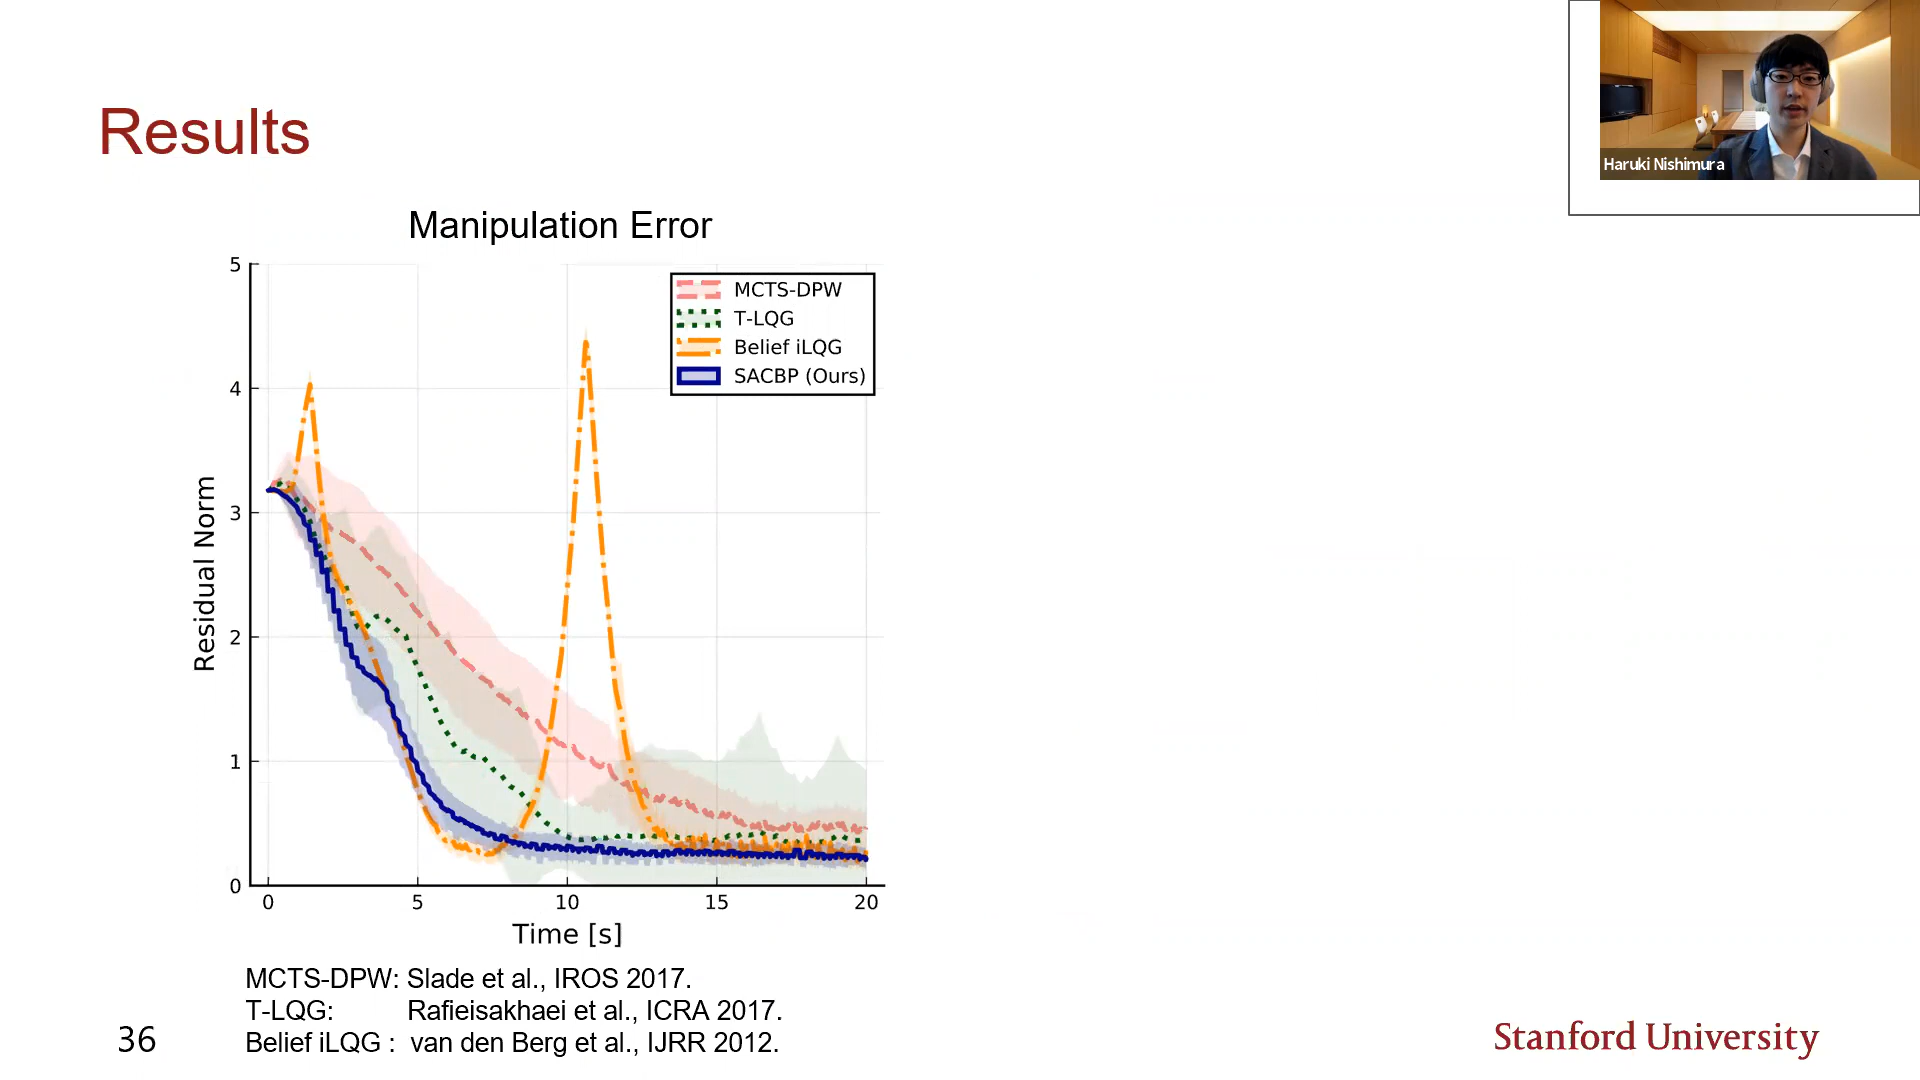 Results
Haruki Nishimura
Manipulation Error
MCTS-DPW
T-LQG
Belief iLQG
SACBP (Ours)
Residual Norm
5
4
3
2
1
0
0 5 10 15 20
Time [s]
MCTS-DPW: Slade et al., IROS 2017.
T-LQG: Rafieisakhaei et al., ICRA 2017.
Belief iLQG : van den Berg et al., IJRR 2012.
36
Stanford University